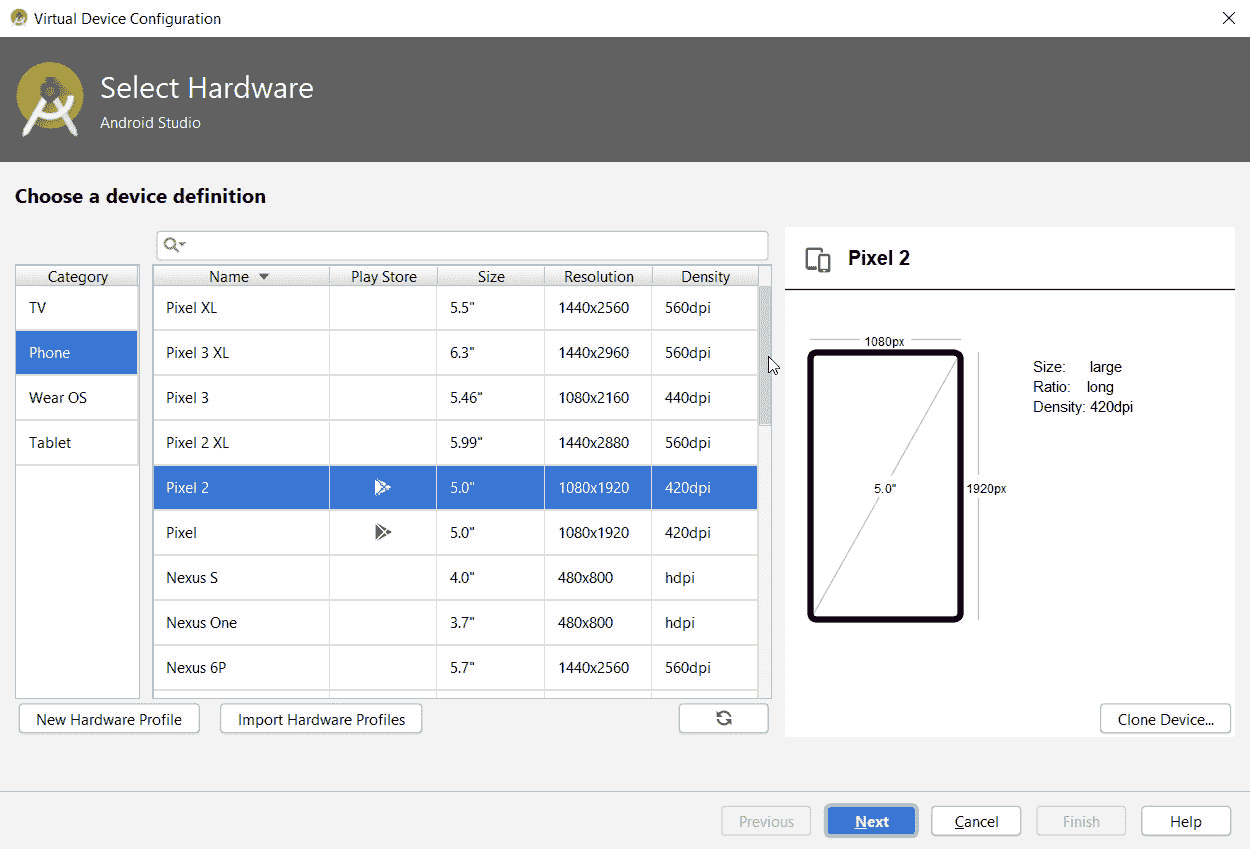 Virtual Device Configuration
Select Hardware
Android Studio
Choose a device definition
Category
TV
Phone
Wear OS
Tablet
Name Play Store Size Resolution Density
Pixel XL 5.5" 1440x2560 560dpi
Pixel 3 XL 6.3" 1440x2960 560dpi
Pixel 3 5.46" 1080x2160 440dpi
Pixel 2 XL 5.99" 1440x2880 560dpi
Pixel 2 5.0" 1080x1920 420dpi
Pixel 5.0" 1080x1920 420dpi
Nexus S 4.0" 480x800 hdpi
Nexus One 3.7" 480x800 hdpi
Nexus 6P 5.7" 1440x2560 560dpi
New Hardware Profile Import Hardware Profiles
Pixel 2
1080px
5.0"
1920px
Size: large
Ratio: long
Density: 420dpi
Clone Device...
Previous Next Cancel Finish Help